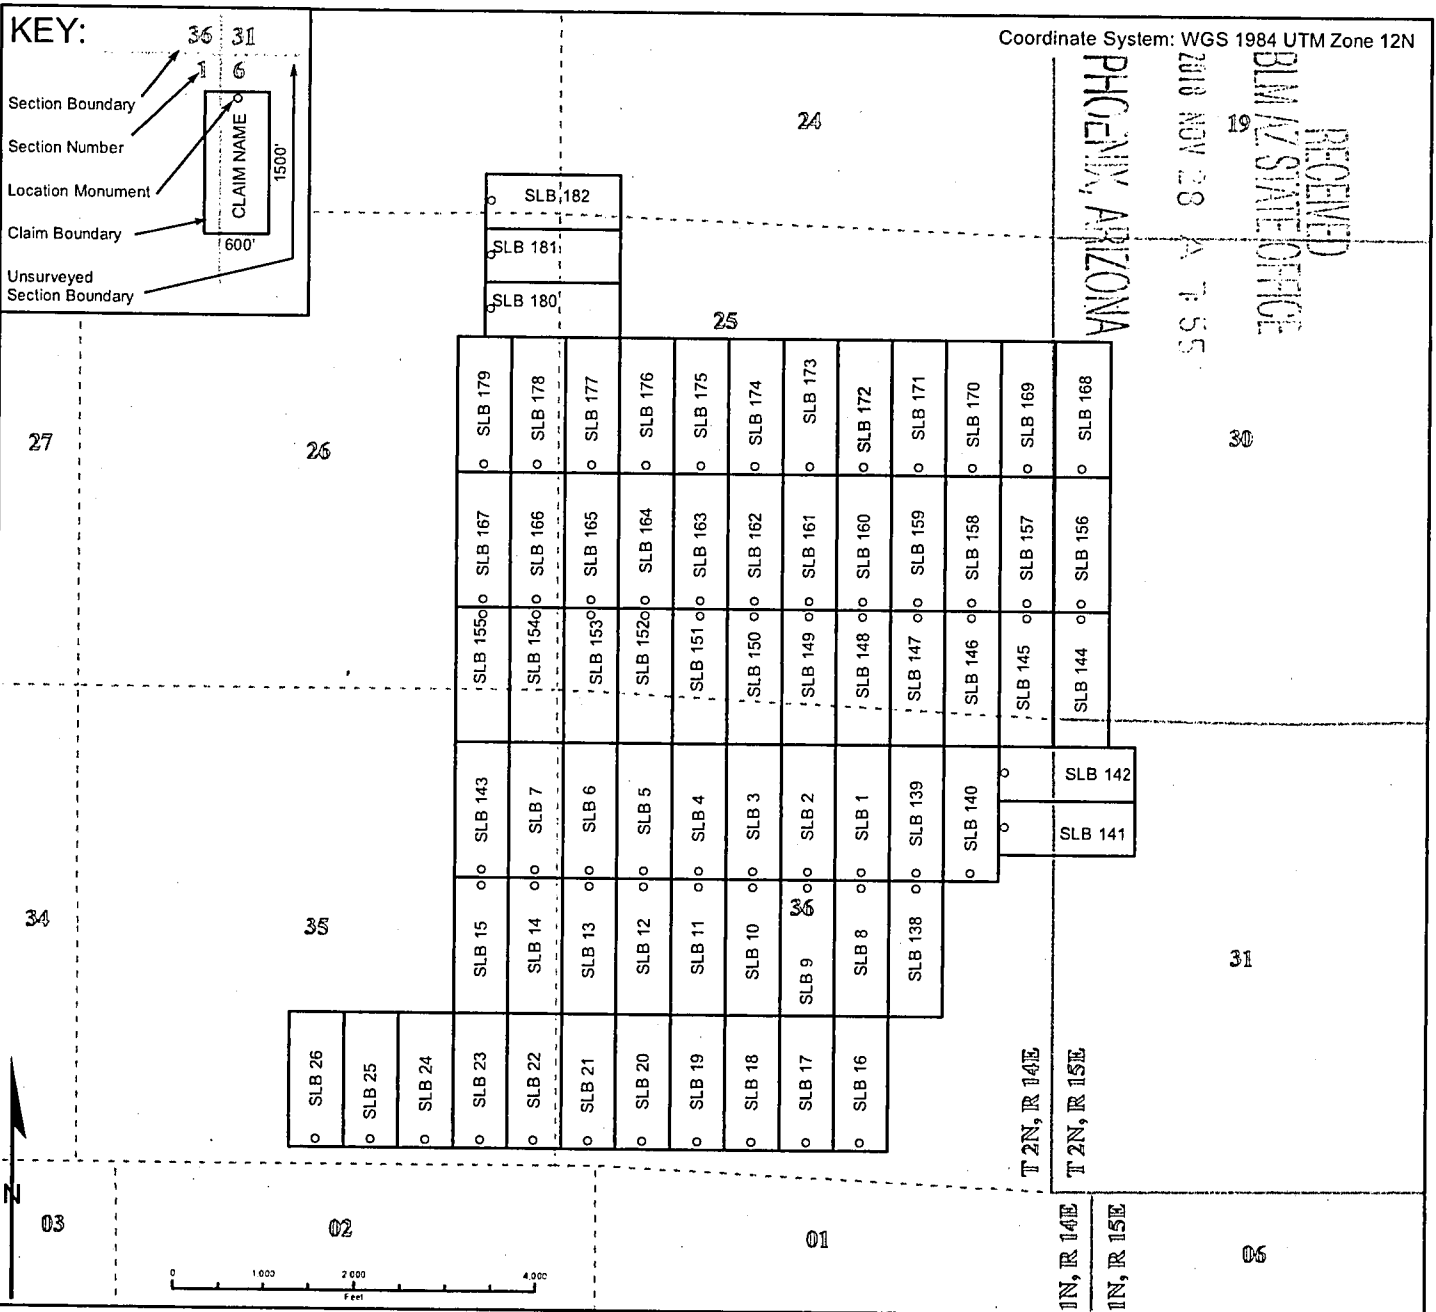 KEY:
36 31
1 6
Section Boundary
Section Number
Location Monument
Claim Boundary
Unsurveyed
Section Boundary
CLAIM NAME
1500'
600'
Coordinate System: WGS 1984 UTM Zone 12N
RECEIVED
BLM AZ STATE OFFICE
2018 NOV 28 A 7:55
PHOENIX, ARIZONA
24
19
SLB 182
SLB 181
SLB 180
25
27
26
30
SLB 179
SLB 178
SLB 177
SLB 176
SLB 175
SLB 174
SLB 173
SLB 172
SLB 171
SLB 170
SLB 169
SLB 168
SLB 167
SLB 166
SLB 165
SLB 164
SLB 163
SLB 162
SLB 161
SLB 160
SLB 159
SLB 158
SLB 157
SLB 156
SLB 155
SLB 154
SLB 153
SLB 152
SLB 151
SLB 150
SLB 149
SLB 148
SLB 147
SLB 146
SLB 145
SLB 144
SLB 143
SLB 7
SLB 6
SLB 5
SLB 4
SLB 3
SLB 2
SLB 1
SLB 139
SLB 140
SLB 142
SLB 141
34
35
36
31
SLB 15
SLB 14
SLB 13
SLB 12
SLB 11
SLB 10
SLB 9
SLB 8
SLB 138
SLB 26
SLB 25
SLB 24
SLB 23
SLB 22
SLB 21
SLB 20
SLB 19
SLB 18
SLB 17
SLB 16
T 2N, R 14E
T 2N, R 15E
N
03
02
01
06
1N, R 14E
1N, R 15E
0 1,000 2,000 4,000
Feet